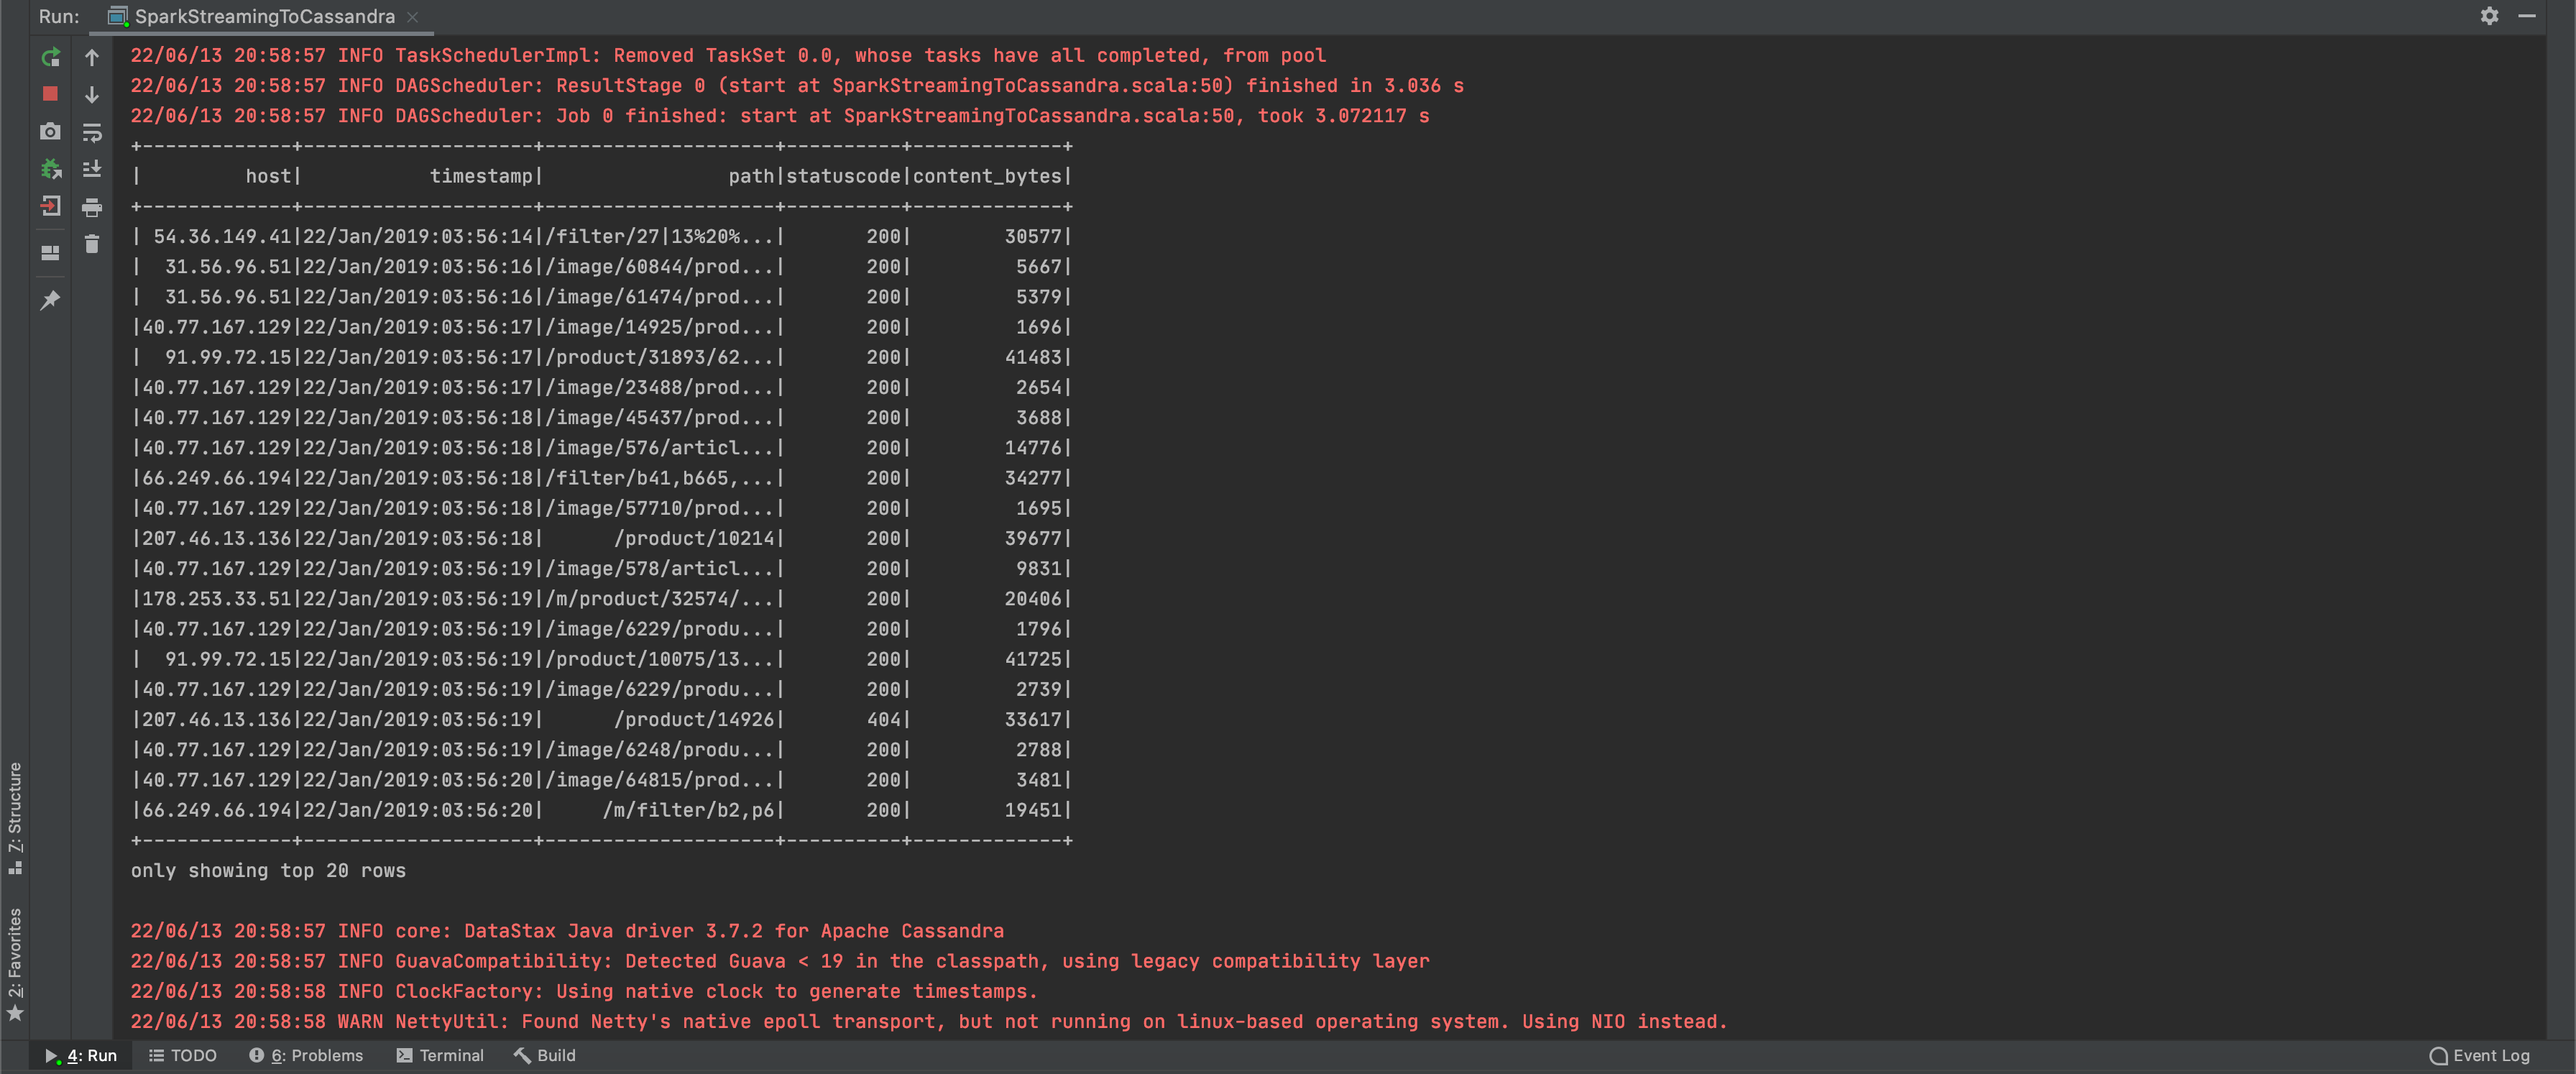 Run: SparkStreamingToCassandra
22/06/13 20:58:57 INFO TaskSchedulerImpl: Removed TaskSet 0.0, whose tasks have all completed, from pool
22/06/13 20:58:57 INFO DAGScheduler: ResultStage 0 (start at SparkStreamingToCassandra.scala:50) finished in 3.036 s
22/06/13 20:58:57 INFO DAGScheduler: Job 0 finished: start at SparkStreamingToCassandra.scala:50, took 3.072117 s
+-------------+--------------------+--------------------+----------+-------------+
|         host|           timestamp|                path|statuscode|content_bytes|
+-------------+--------------------+--------------------+----------+-------------+
| 54.36.149.41|22/Jan/2019:03:56:14|/filter/27|13%20%...|       200|        30577|
|  31.56.96.51|22/Jan/2019:03:56:16|/image/60844/prod...|       200|         5667|
|  31.56.96.51|22/Jan/2019:03:56:16|/image/61474/prod...|       200|         5379|
|40.77.167.129|22/Jan/2019:03:56:17|/image/14925/prod...|       200|         1696|
|  91.99.72.15|22/Jan/2019:03:56:17|/product/31893/62...|       200|        41483|
|40.77.167.129|22/Jan/2019:03:56:17|/image/23488/prod...|       200|         2654|
|40.77.167.129|22/Jan/2019:03:56:18|/image/45437/prod...|       200|         3688|
|40.77.167.129|22/Jan/2019:03:56:18|/image/576/articl...|       200|        14776|
|66.249.66.194|22/Jan/2019:03:56:18|/filter/b41,b665,...|       200|        34277|
|40.77.167.129|22/Jan/2019:03:56:18|/image/57710/prod...|       200|         1695|
|207.46.13.136|22/Jan/2019:03:56:18|      /product/10214|       200|        39677|
|40.77.167.129|22/Jan/2019:03:56:19|/image/578/articl...|       200|         9831|
|178.253.33.51|22/Jan/2019:03:56:19|/m/product/32574/...|       200|        20406|
|40.77.167.129|22/Jan/2019:03:56:19|/image/6229/produ...|       200|         1796|
|  91.99.72.15|22/Jan/2019:03:56:19|/product/10075/13...|       200|        41725|
|40.77.167.129|22/Jan/2019:03:56:19|/image/6229/produ...|       200|         2739|
|207.46.13.136|22/Jan/2019:03:56:19|      /product/14926|       404|        33617|
|40.77.167.129|22/Jan/2019:03:56:19|/image/6248/produ...|       200|         2788|
|40.77.167.129|22/Jan/2019:03:56:20|/image/64815/prod...|       200|         3481|
|66.249.66.194|22/Jan/2019:03:56:20|     /m/filter/b2,p6|       200|        19451|
+-------------+--------------------+--------------------+----------+-------------+
only showing top 20 rows
22/06/13 20:58:57 INFO core: DataStax Java driver 3.7.2 for Apache Cassandra
22/06/13 20:58:57 INFO GuavaCompatibility: Detected Guava < 19 in the classpath, using legacy compatibility layer
22/06/13 20:58:58 INFO ClockFactory: Using native clock to generate timestamps.
22/06/13 20:58:58 WARN NettyUtil: Found Netty's native epoll transport, but not running on linux-based operating system. Using NIO instead.
7: Structure
2: Favorites
4: Run TODO 6: Problems Terminal Build Event Log